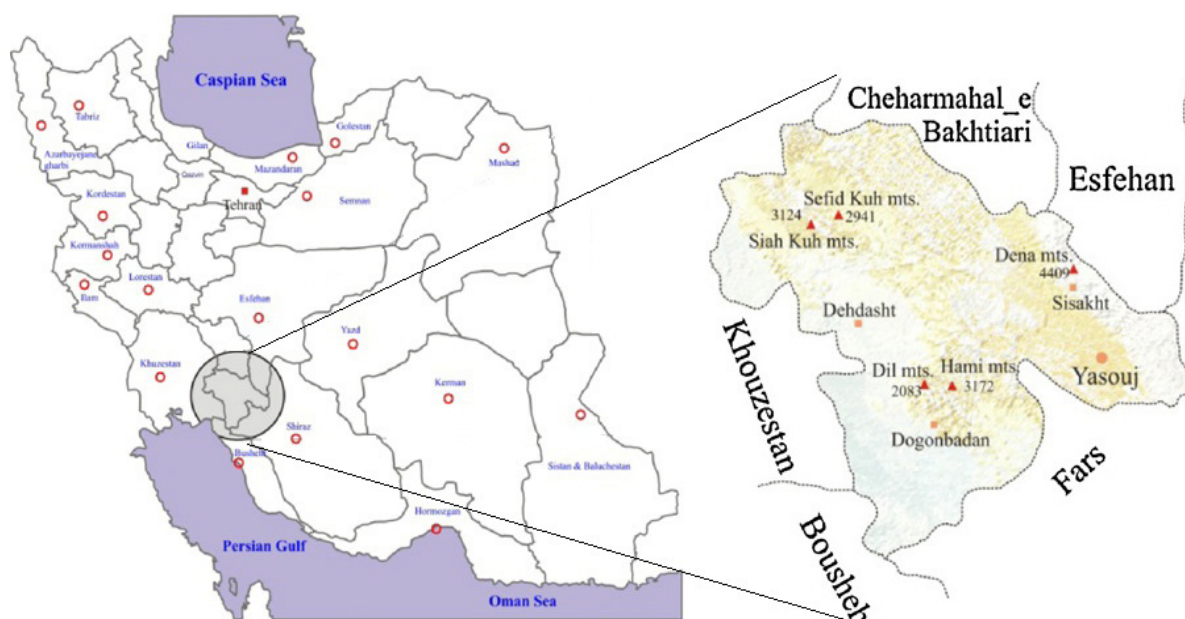 Caspian Sea
Tabriz
Golestan
Azarbayejane
gharbi
Gilan
Mazandaran
Mashad
Qazvin
Kordestan
Tehran
Semnan
Kermanshah
Ilam
Lorestan
Esfehan
Yazd
Khuzestan
Kerman
Shiraz
Bushehr
Sistan & Baluchestan
Hormozgan
Persian Gulf
Oman Sea
Cheharmahal_e
Bakhtiari
Esfehan
Sefid Kuh mts.
3124
2941
Siah Kuh mts.
Dena mts.
4409
Sisakht
Dehdasht
Khouzestan
Dil mts.
Hami mts.
2083
3172
Yasouj
Dogonbadan
Fars
Bousheh